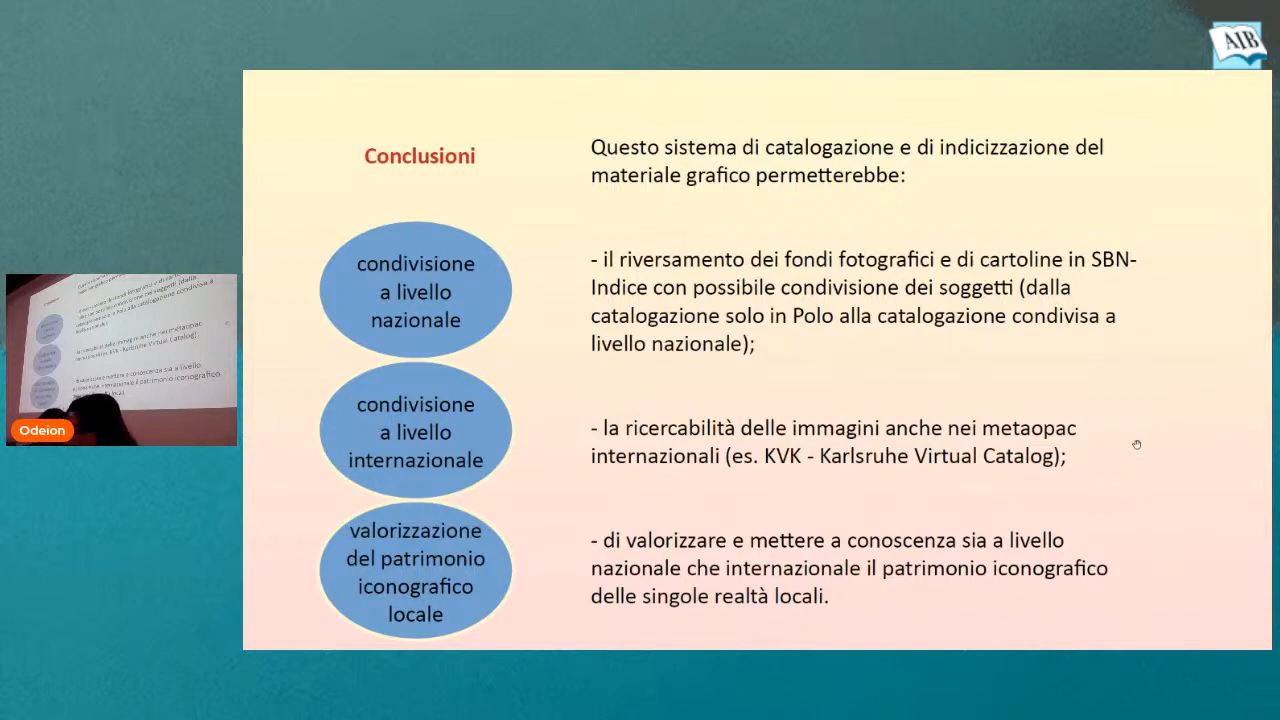 AIB
Conclusioni
Questo sistema di catalogazione e di indicizzazione del
materiale grafico permetterebbe:
condivisione
a livello
nazionale
- il riversamento dei fondi fotografici e di cartoline in SBN-
Indice con possibile condivisione dei soggetti (dalla
catalogazione solo in Polo alla catalogazione condivisa a
livello nazionale);
condivisione
a livello
internazionale
- la ricercabilità delle immagini anche nei metaopac
internazionali (es. KVK - Karlsruhe Virtual Catalog);
valorizzazione
del patrimonio
iconografico
locale
- di valorizzare e mettere a conoscenza sia a livello
nazionale che internazionale il patrimonio iconografico
delle singole realtà locali.
Odeion